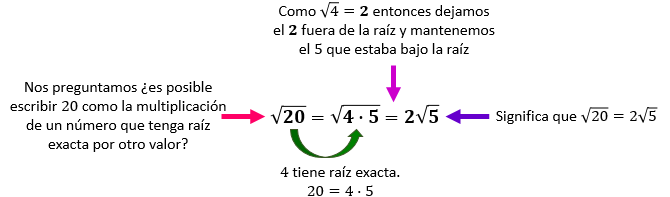 Como √4 = 2 entonces dejamos
el 2 fuera de la raíz y mantenemos
el 5 que estaba bajo la raíz
Nos preguntamos ¿es posible
escribir 20 como la multiplicación
de un número que tenga raíz
exacta por otro valor?
√20 = √4 · 5 = 2√5
Significa que √20 = 2√5
4 tiene raíz exacta.
20 = 4 · 5